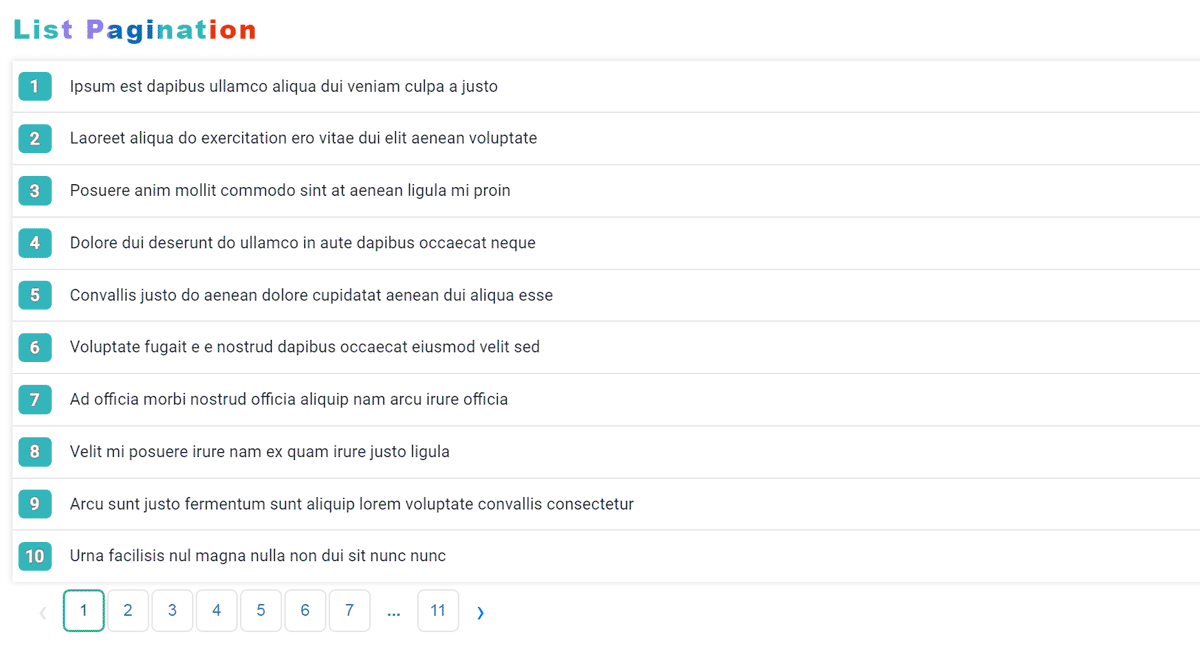 List Pagination
1 Ipsum est dapibus ullamco aliqua dui veniam culpa a justo
2 Laoreet aliqua do exercitation ero vitae dui elit aenean voluptate
3 Posuere anim mollit commodo sint at aenean ligula mi proin
4 Dolore dui deserunt do ullamco in aute dapibus occaecat neque
5 Convallis justo do aenean dolore cupidatat aenean dui aliqua esse
6 Voluptate fugait e e nostrud dapibus occaecat eiusmod velit sed
7 Ad officia morbi nostrud officia aliquip nam arcu irure officia
8 Velit mi posuere irure nam ex quam irure justo ligula
9 Arcu sunt justo fermentum sunt aliquip lorem voluptate convallis consectetur
10 Urna facilisis nul magna nulla non dui sit nunc nunc
‹ 1 2 3 4 5 6 7 ... 11 ›